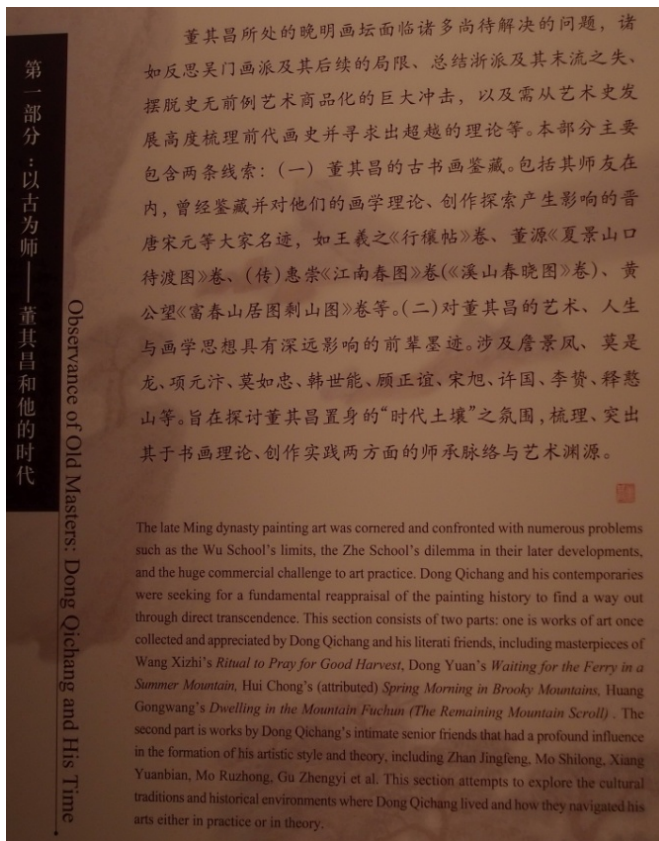 第一部分：以古为师——董其昌和他的时代
Observance of Old Masters: Dong Qichang and His Time
董其昌所处的晚明画坛面临诸多尚待解决的问题，诸
如反思吴门画派及其后续的局限、总结浙派及其末流之失、
摆脱史无前例艺术商品化的巨大冲击，以及需从艺术史发
展高度梳理前代画史并寻求出超越的理论等。本部分主要
包含两条线索：(一) 董其昌的古书画鉴藏。包括其师友在
内，曾经鉴藏并对他们的画学理论、创作探索产生影响的晋
唐宋元等大家名迹，如王羲之《行穰帖》卷、董源《夏景山口
待渡图》卷、(传)惠崇《江南春图》卷(《溪山春晓图》卷)、黄
公望《富春山居图剩山图》卷等。(二)对董其昌的艺术、人生
与画学思想具有深远影响的前辈墨迹。涉及詹景凤、莫是
龙、项元汴、莫如忠、韩世能、顾正谊、宋旭、许国、李贽、释憨
山等。旨在探讨董其昌置身的“时代土壤”之氛围，梳理、突出
其于书画理论、创作实践两方面的师承脉络与艺术渊源。
The late Ming dynasty painting art was cornered and confronted with numerous problems
such as the Wu School's limits, the Zhe School's dilemma in their later developments,
and the huge commercial challenge to art practice. Dong Qichang and his contemporaries
were seeking for a fundamental reappraisal of the painting history to find a way out
through direct transcendence. This section consists of two parts: one is works of art once
collected and appreciated by Dong Qichang and his literati friends, including masterpieces of
Wang Xizhi's Ritual to Pray for Good Harvest, Dong Yuan's Waiting for the Ferry in a
Summer Mountain, Hui Chong's (attributed) Spring Morning in Brooky Mountains, Huang
Gongwang's Dwelling in the Mountain Fuchun (The Remaining Mountain Scroll) . The
second part is works by Dong Qichang's intimate senior friends that had a profound influence
in the formation of his artistic style and theory, including Zhan Jingfeng, Mo Shilong, Xiang
Yuanbian, Mo Ruzhong, Gu Zhengyi et al. This section attempts to explore the cultural
traditions and historical environments where Dong Qichang lived and how they navigated his
arts either in practice or in theory.